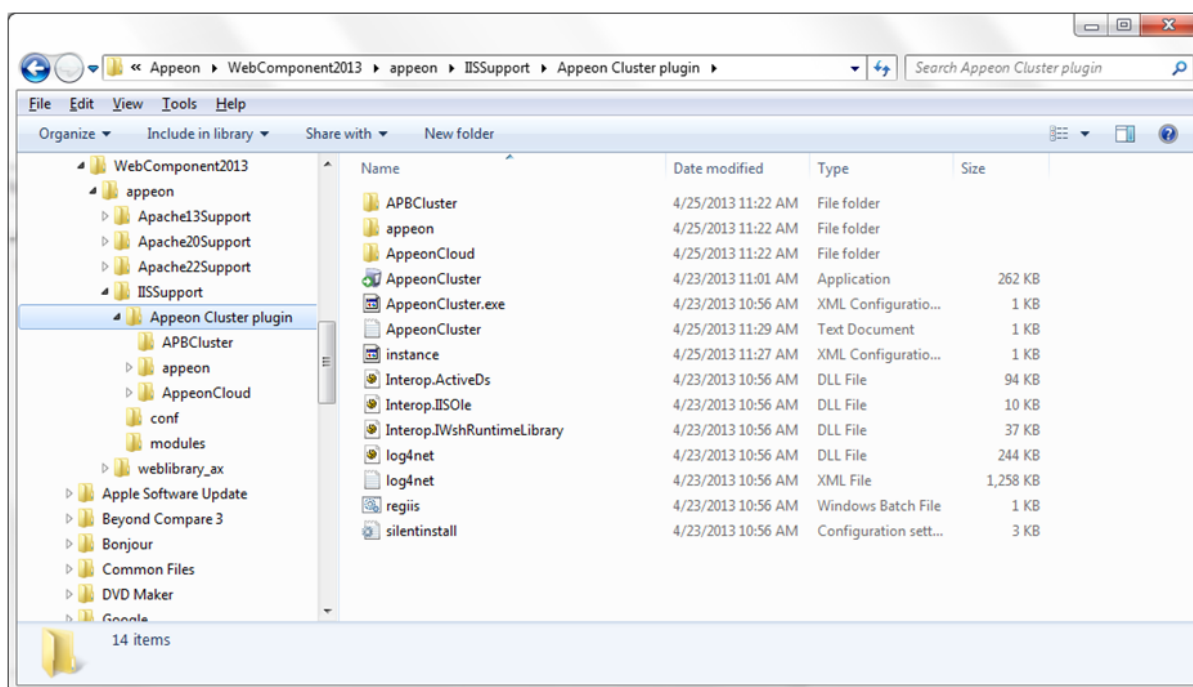 « Appeon ▸ WebComponent2013 ▸ appeon ▸ IISSupport ▸ Appeon Cluster plugin ▸ Search Appeon Cluster plugin
File Edit View Tools Help
Organize Include in library Share with New folder
WebComponent2013
appeon
Apache13Support
Apache20Support
Apache22Support
IISSupport
Appeon Cluster plugin
APBCluster
appeon
AppeonCloud
conf
modules
weblibrary_ax
Apple Software Update
Beyond Compare 3
Bonjour
Common Files
DVD Maker
Google
Name Date modified Type Size
APBCluster 4/25/2013 11:22 AM File folder
appeon 4/25/2013 11:22 AM File folder
AppeonCloud 4/25/2013 11:22 AM File folder
AppeonCluster 4/23/2013 11:01 AM Application 262 KB
AppeonCluster.exe 4/23/2013 10:56 AM XML Configuratio... 1 KB
AppeonCluster 4/25/2013 11:29 AM Text Document 1 KB
instance 4/25/2013 11:27 AM XML Configuratio... 1 KB
Interop.ActiveDs 4/23/2013 10:56 AM DLL File 94 KB
Interop.IISOle 4/23/2013 10:56 AM DLL File 10 KB
Interop.IWshRuntimeLibrary 4/23/2013 10:56 AM DLL File 37 KB
log4net 4/23/2013 10:56 AM DLL File 244 KB
log4net 4/23/2013 10:56 AM XML File 1,258 KB
regiis 4/23/2013 10:56 AM Windows Batch File 1 KB
silentinstall 4/23/2013 10:56 AM Configuration sett... 3 KB
14 items